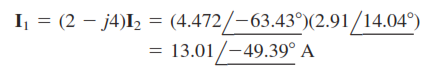 I₁ = (2 − j4)I₂ = (4.472/−63.43°)(2.91/14.04°)
= 13.01/−49.39° A